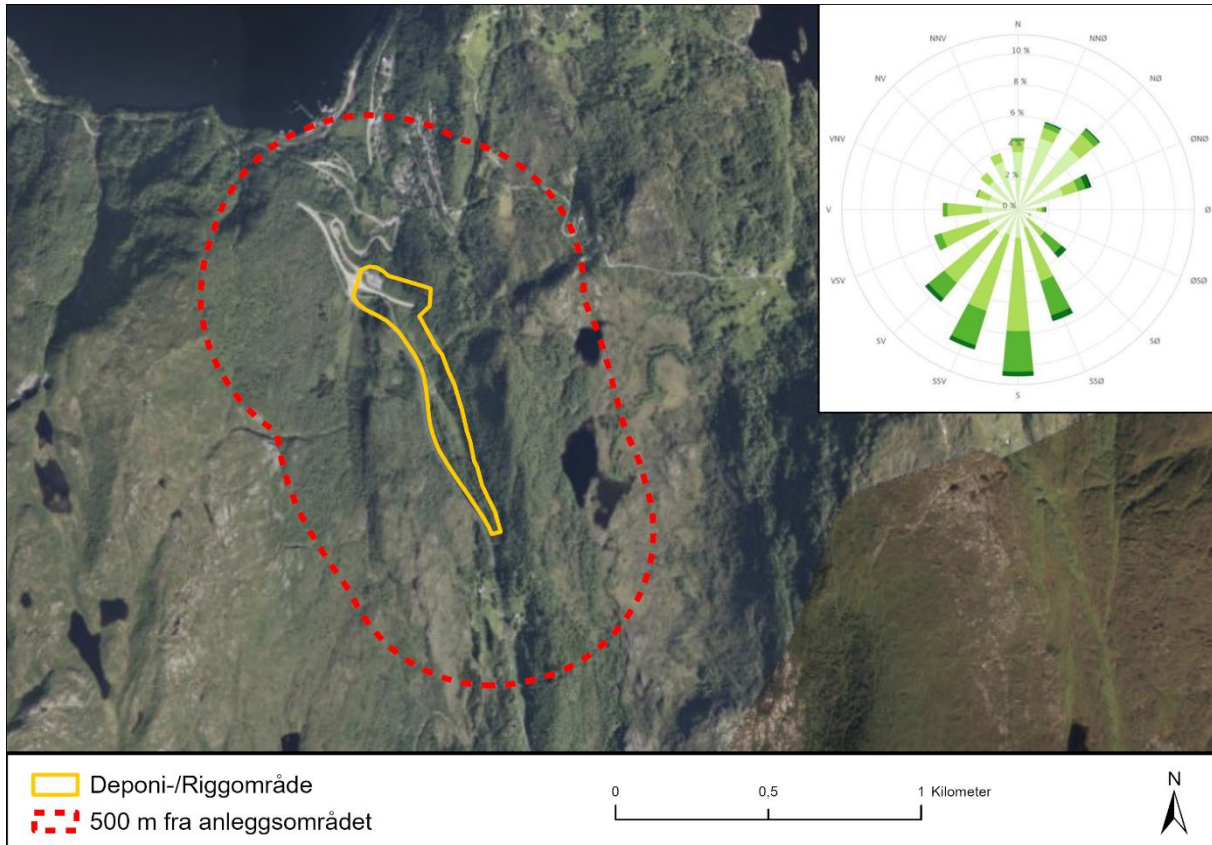 N
NNV
NNØ
10 %
NV
8 %
NØ
6 %
VNV
4 %
ØNØ
2 %
V
0 %
Ø
VSV
ØSØ
SV
SØ
SSV
SSØ
S
Deponi-/Riggområde
500 m fra anleggsområdet
0
0,5
1 Kilometer
N